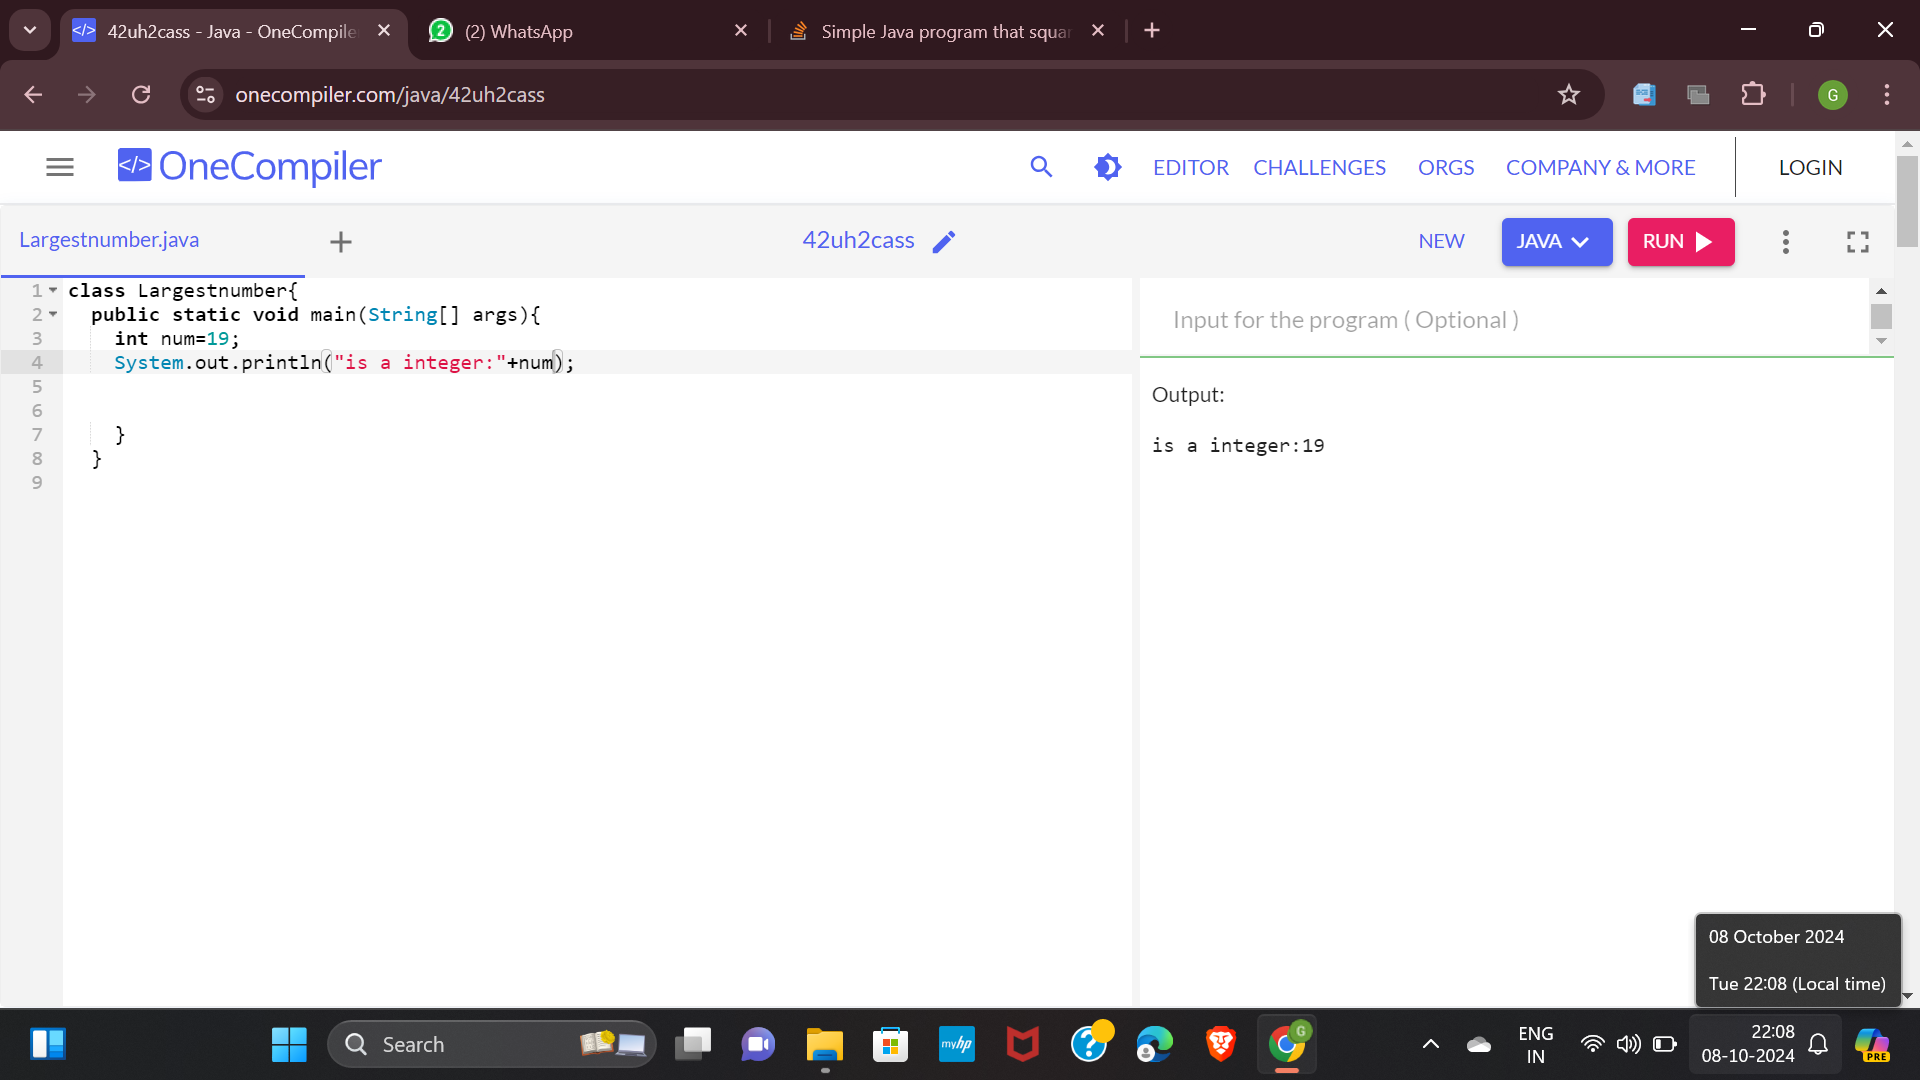 42uh2cass - Java - OneCompile
2 (2) WhatsApp
Simple Java program that squar
onecompiler.com/java/42uh2cass
G
</> OneCompiler
EDITOR CHALLENGES ORGS COMPANY & MORE LOGIN
Largestnumber.java
42uh2cass
NEW JAVA RUN
1 class Largestnumber{
2 public static void main(String[] args){
3 int num=19;
4 System.out.println("is a integer:"+num);
5
6
7 }
8 }
9
Input for the program ( Optional )
Output:
is a integer:19
08 October 2024
Tue 22:08 (Local time)
Search
myhp
G
ENG
IN
22:08
08-10-2024
PRE